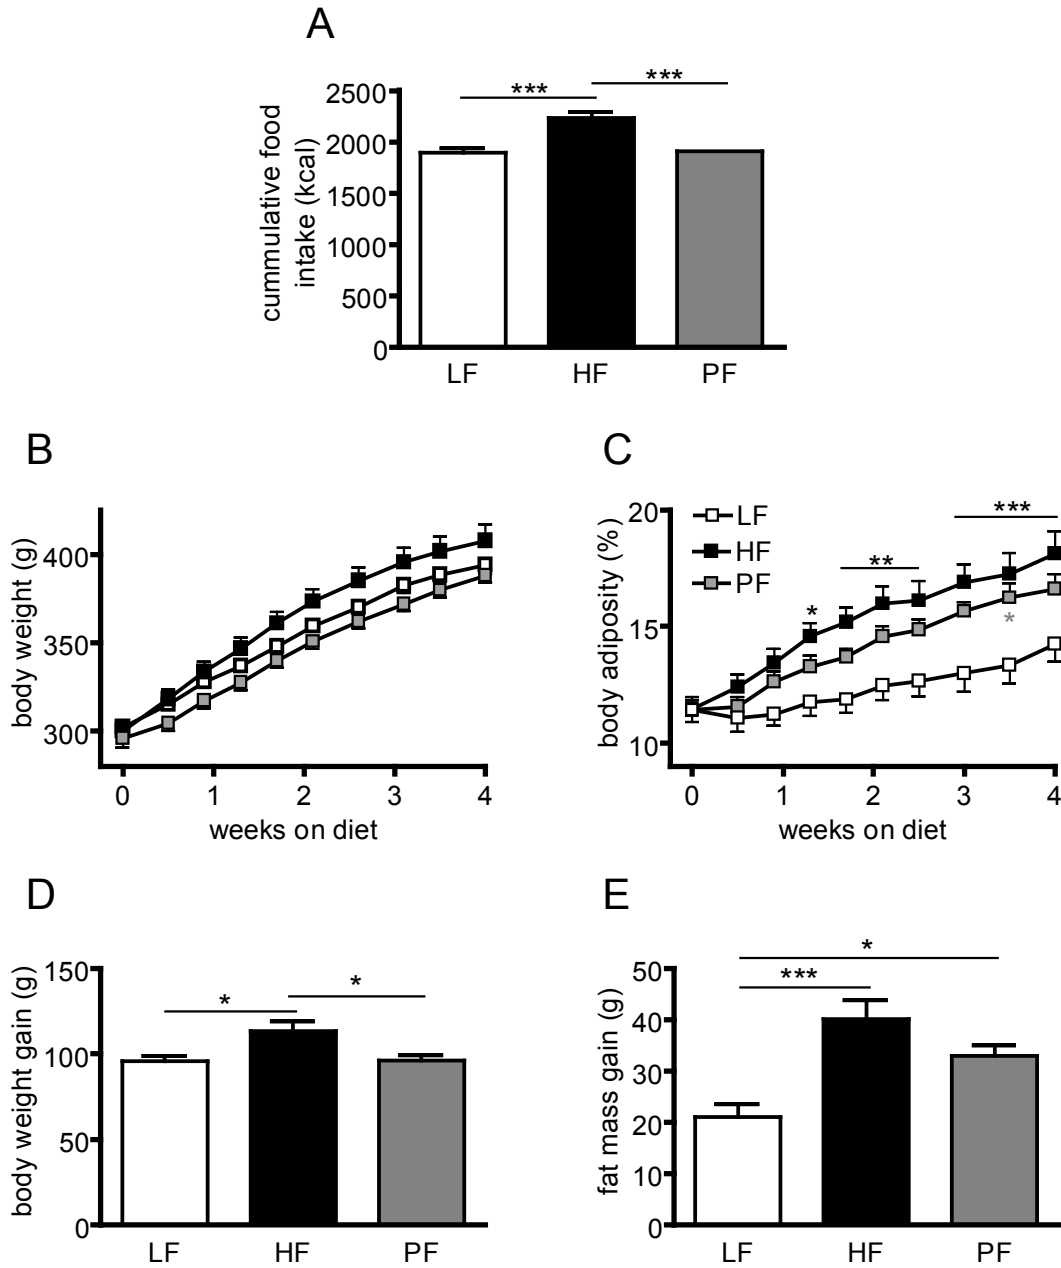 A
cummulative food
intake (kcal)
2500
2000
1500
1000
500
0
***
***
LF
HF
PF
B
body weight (g)
400
350
300
0
1
2
3
4
weeks on diet
C
body adiposity (%)
20
15
10
LF
HF
PF
*
**
***
*
0
1
2
3
4
weeks on diet
D
body weight gain (g)
150
100
50
0
*
*
LF
HF
PF
E
fat mass gain (g)
50
40
30
20
10
0
*
***
LF
HF
PF